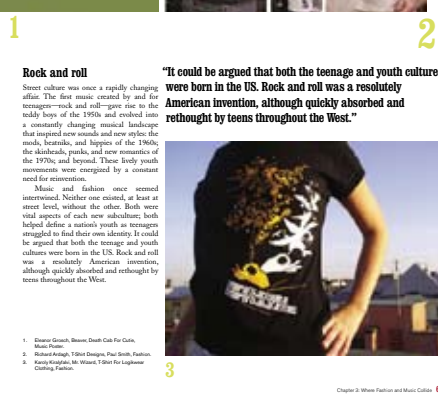 1
2
Rock and roll
Street culture was once a rapidly changing
affair. The first music created by and for
teenagers—rock and roll—gave rise to the
teddy boys of the 1950s and evolved into
a constantly changing musical landscape
that inspired new sounds and new styles: the
mods, beatniks, and hippies of the 1960s;
the skinheads, punks, and new romantics of
the 1970s; and beyond. These lively youth
movements were energized by a constant
need for reinvention.
Music and fashion once seemed
intertwined. Neither one existed, at least at
street level, without the other. Both were
vital aspects of each new subculture; both
helped define a nation's youth as teenagers
struggled to find their own identity. It could
be argued that both the teenage and youth
cultures were born in the US. Rock and roll
was a resolutely American invention,
although quickly absorbed and rethought by
teens throughout the West.
“It could be argued that both the teenage and youth culture
were born in the US. Rock and roll was a resolutely
American invention, although quickly absorbed and
rethought by teens throughout the West.”
1. Eleanor Grosch, Beaver, Death Cab For Cutie,
Music Poster.
2. Richard Ardagh, T-Shirt Designs, Paul Smith, Fashion.
3. Karoly Kiralyfalvi, Mr. Wizard, T-Shirt For Logikwear
Clothing, Fashion.
3
Chapter 3: Where Fashion and Music Collide